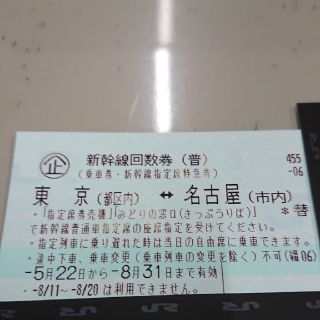 企 新幹線回数券(普) 455
(乗車券・新幹線指定席特急券) -06
東 京(都区内) ↔ 名古屋(市内)
*「指定席券売機」「みどりの窓口(きっぷうりば)」 *替
で新幹線普通車指定席の座席指定を受けてください。
*指定列車に乗り遅れた時は当日の自由席に乗車できます。
*途中下車、乗車変更(乗車列車の変更を除く)不可(福06)
-5月22日から-8月31日まで有効
-8/11~-8/20は利用できません。